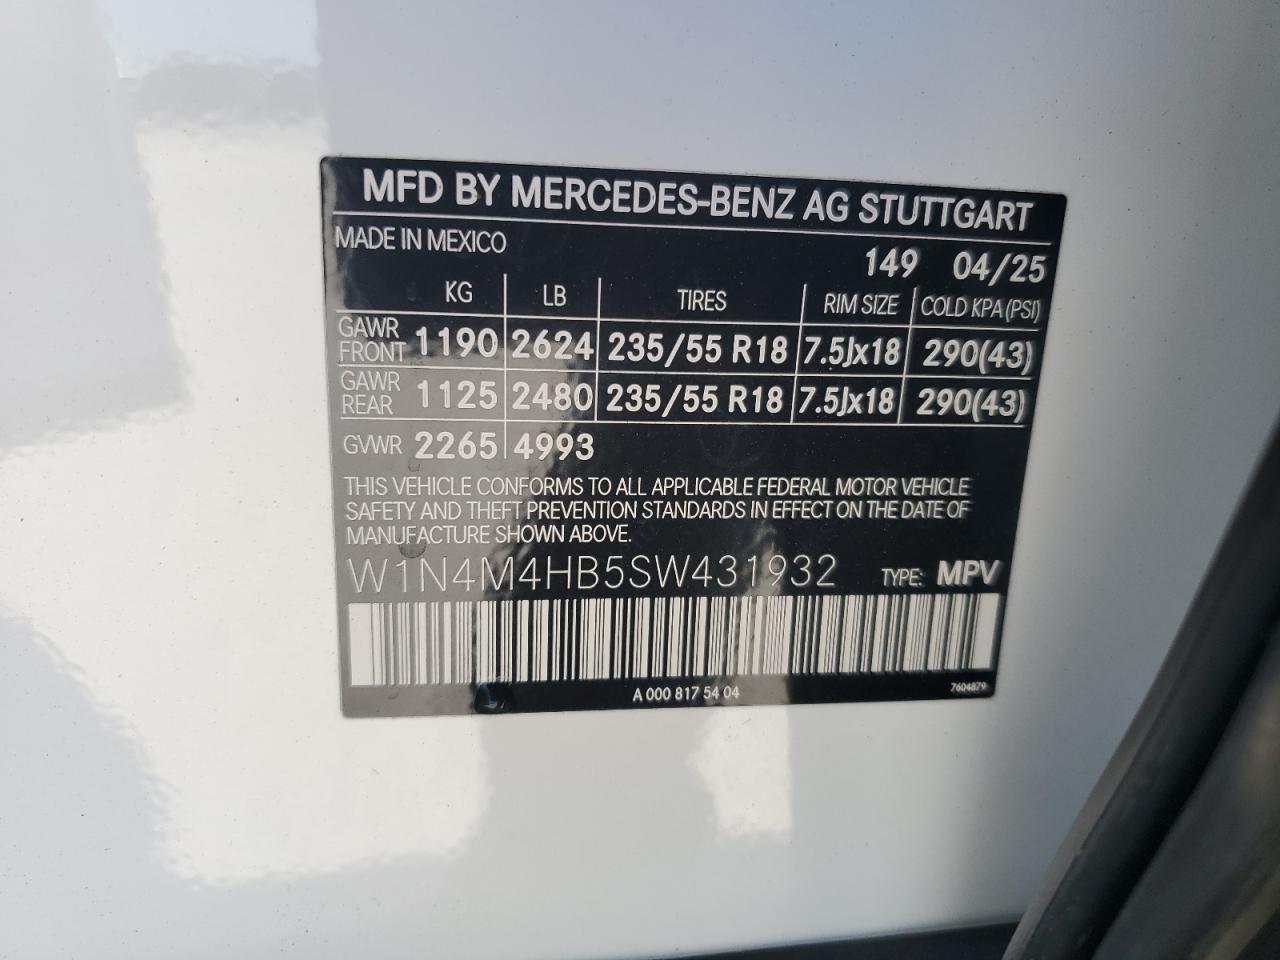 MFD BY MERCEDES-BENZ AG STUTTGART
MADE IN MEXICO
149 04/25
KG LB TIRES RIM SIZE COLD KPA (PSI)
GAWR FRONT 1190 2624 235/55 R18 7.5Jx18 290(43)
GAWR REAR 1125 2480 235/55 R18 7.5Jx18 290(43)
GVWR 2265 4993
THIS VEHICLE CONFORMS TO ALL APPLICABLE FEDERAL MOTOR VEHICLE
SAFETY AND THEFT PREVENTION STANDARDS IN EFFECT ON THE DATE OF
MANUFACTURE SHOWN ABOVE.
W1N4M4HB5SW431932 TYPE: MPV
A 000 817 54 04
7604879